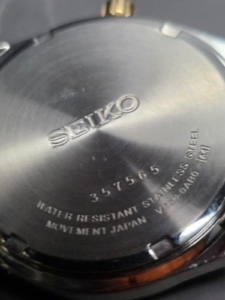 SEIKO
357565
WATER RESISTANT STAINLESS STEEL
MOVEMENT JAPAN